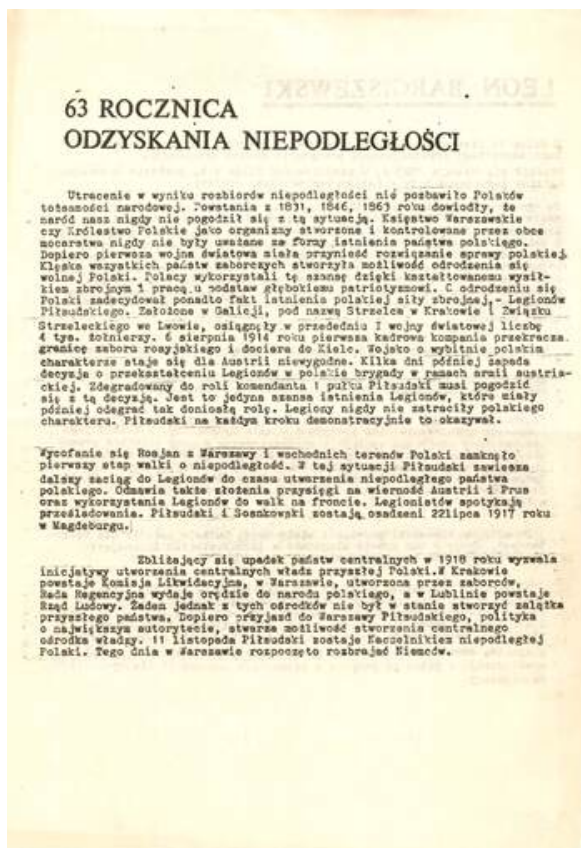 63 ROCZNICA
ODZYSKANIA NIEPODLEGŁOŚCI
Utracenie w wyniku rozbiorów niepodległości nie pozbawiło Polaków
tożsamości narodowej. Powstania z 1831, 1846, 1863 roku dowiodły, że
naród nasz nigdy nie pogodził się z tą sytuacją. Księstwo Warszawskie
czy Królestwo Polskie jako organizmy stworzone i kontrolowane przez obce
mocarstwa nigdy nie były uważane za formy istnienia państwa polskiego.
Dopiero pierwsza wojna światowa miała przynieść rozwiązanie sprawy polskiej.
Klęska wszystkich państw zaborczych stworzyła możliwość odrodzenia się
wolnej Polski. Polacy wykorzystali tę szansę dzięki kształtowanemu wysił-
kiem zbrojnym i pracą u podstaw głębokiemu patriotyzmowi. O odrodzeniu się
Polski zadecydował ponadto fakt istnienia polskiej siły zbrojnej,- Legionów
Piłsudskiego. Założone w Galicji, pod nazwą Strzelca w Krakowie i Związku
Strzeleckiego we Lwowie, osiągnęły w przededniu I wojny światowej liczbę
4 tys. żołnierzy. 6 sierpnia 1914 roku pierwsza kadrowa kompania przekracza
granicę zaboru rosyjskiego i dociera do Kielc. Wojsko o wybitnie polskim
charakterze staje się dla Austrii niewygodne. Kilka dni później zapada
decyzja o przekształceniu Legionów w polskie brygady w ramach armii austria-
ckiej. Zdegradowany do roli komendanta 1 pułku Piłsudski musi pogodzić
się z tą decyzją. Jest to jedyna szansa istnienia Legionów, które miały
później odegrać tak doniosłą rolę. Legiony nigdy nie zatraciły polskiego
charakteru. Piłsudski na każdym kroku demonstracyjnie to okazywał.
Wycofanie się Rosjan z Warszawy i wschodnich terenów Polski zamknęło
pierwszy etap walki o niepodległość. W tej sytuacji Piłsudski zawiesza
dalszy zaciąg do Legionów do czasu utworzenia niepodległego państwa
polskiego. Odmawia także złożenia przysięgi na wierność Austrii i Prus
oraz wykorzystania Legionów do walk na froncie. Legionistów spotykają
prześladowania. Piłsudski i Sosnkowski zostają osadzeni 22lipca 1917 roku
w Magdeburgu.
Zbliżający się upadek państw centralnych w 1918 roku wyzwala
inicjatywy utworzenia centralnych władz przyszłej Polski.W Krakowie
powstaje Komisja Likwidacyjna, w Warszawie, utworzona przez zaborców,
Rada Regencyjna wydaje orędzie do narodu polskiego, a w Lublinie powstaje
Rząd Ludowy. Żaden jednak z tych ośrodków nie był w stanie stworzyć zalążka
przyszłego państwa. Dopiero przyjazd do Warszawy Piłsudskiego, polityka
o największym autorytecie, stwarza możliwość stworzenia centralnego
ośrodka władzy. 11 listopada Piłsudski zostaje Naczelnikiem niepodległej
Polski. Tego dnia w Warszawie rozpoczęto rozbrajać Niemców.